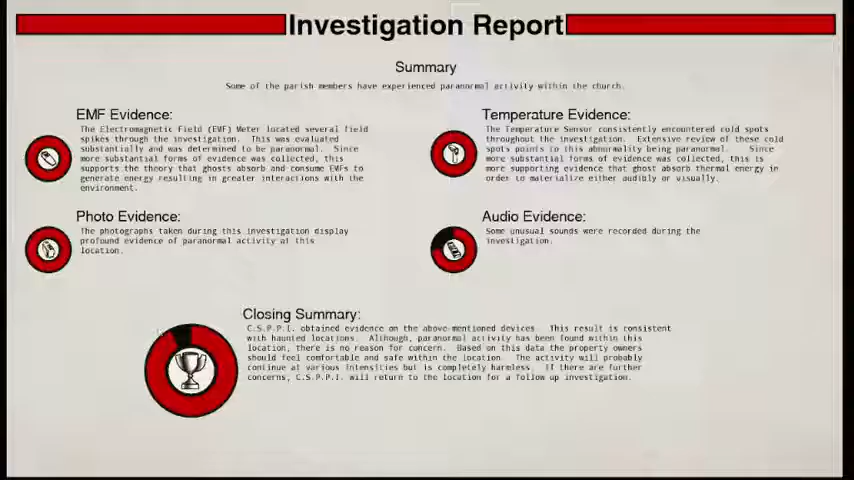 Investigation Report
Summary
Some of the parish members have experienced paranormal activity within the church.
EMF Evidence:
The Electromagnetic Field (EMF) Meter located several field
spikes through the investigation. This was evaluated
substantially and was determined to be paranormal. Since
more substantial forms of evidence was collected, this
supports the theory that ghosts absorb and consume EMFs to
generate energy resulting in greater interactions with the
environment.
Temperature Evidence:
The Temperature Sensor consistently encountered cold spots
throughout the investigation. Extensive review of these cold
spots points to this abnormality being paranormal. Since
more substantial forms of evidence was collected, this is
more supporting evidence that ghost absorb thermal energy in
order to materialize either audibly or visually.
Photo Evidence:
The photographs taken during this investigation display
profound evidence of paranormal activity at this
location.
Audio Evidence:
Some unusual sounds were recorded during the
investigation.
Closing Summary:
C.S.P.P.I. obtained evidence on the above mentioned devices. This result is consistent
with haunted locations. Although, paranormal activity has been found within this
location, there is no reason for concern. Based on this data the property owners
should feel comfortable and safe within the location. The activity will probably
continue at various intensities but is completely harmless. If there are further
concerns, C.S.P.P.I. will return to the location for a follow up investigation.